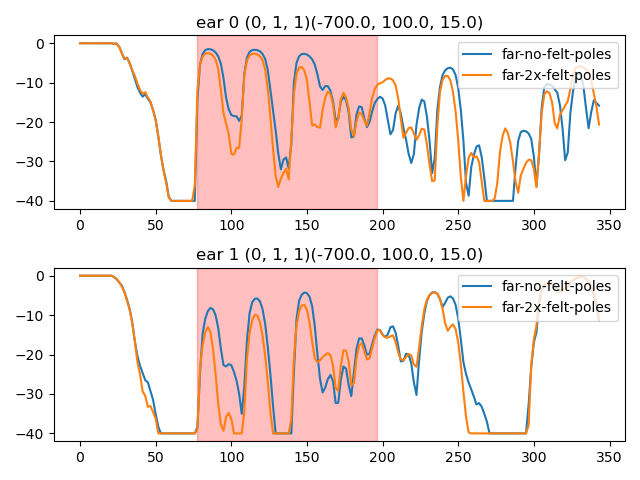 ear 0 (0, 1, 1)(-700.0, 100.0, 15.0)
0
−10
−20
−30
−40
far-no-felt-poles
far-2x-felt-poles
0 50 100 150 200 250 300 350
ear 1 (0, 1, 1)(-700.0, 100.0, 15.0)
0
−10
−20
−30
−40
far-no-felt-poles
far-2x-felt-poles
0 50 100 150 200 250 300 350